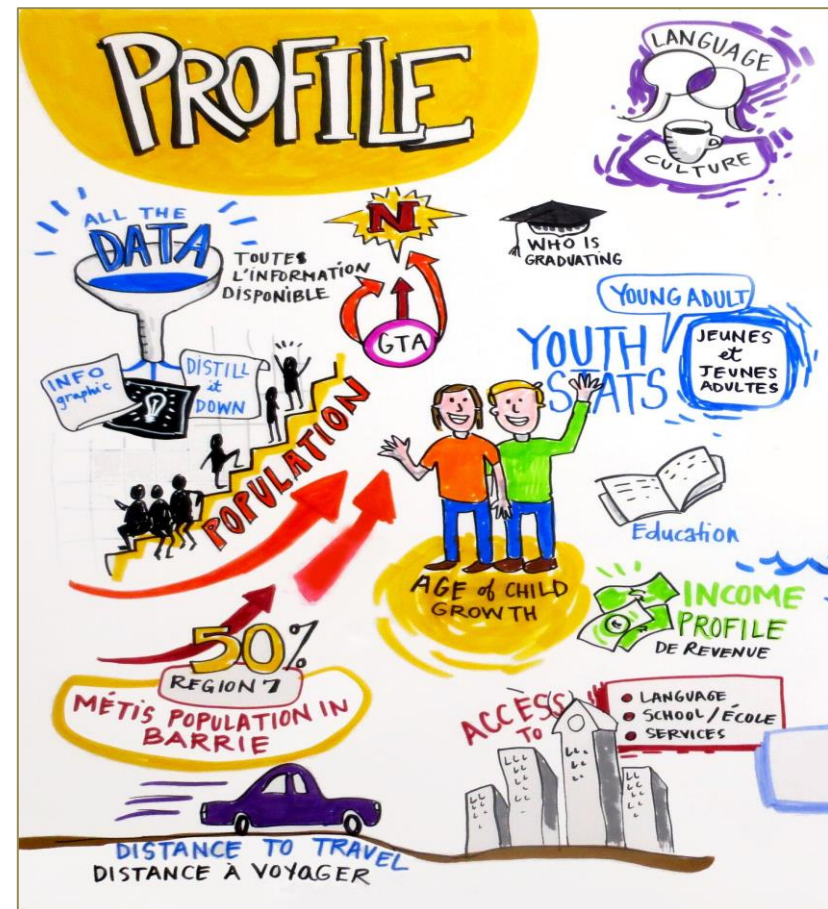 PROFILE
LANGUAGE
CULTURE
ALL THE
DATA
TOUTES
L'INFORMATION
DISPONIBLE
INFO
graphic
DISTILL
it
DOWN
N
GTA
WHO IS
GRADUATING
YOUNG ADULT
YOUTH
STATS
JEUNES
et
JEUNES
ADULTES
POPULATION
Education
AGE of CHILD
GROWTH
INCOME
PROFILE
DE REVENUE
50%
REGION 7
MÉTIS POPULATION IN
BARRIE
ACCESS
TO
• LANGUAGE
• SCHOOL / ÉCOLE
• SERVICES
DISTANCE TO TRAVEL
DISTANCE À VOYAGER